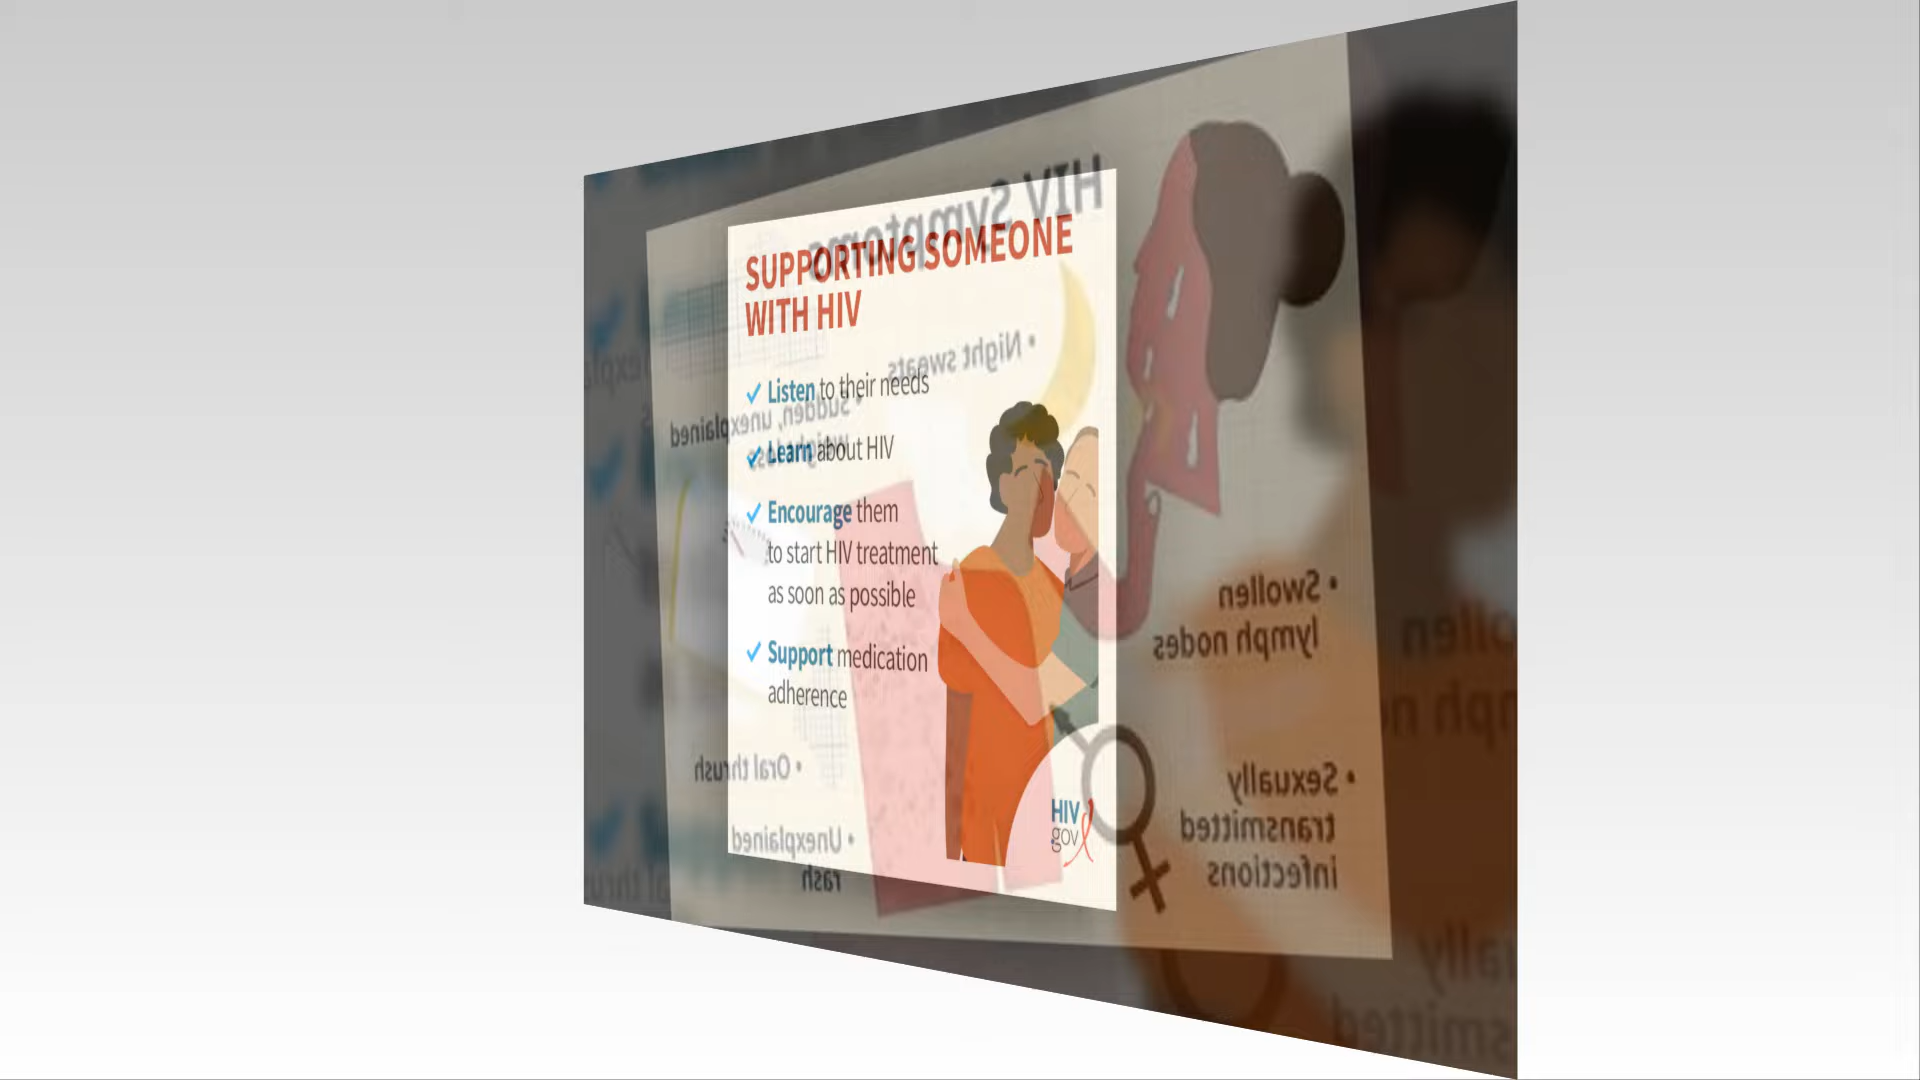 SUPPORTING SOMEONE
WITH HIV
Listen to their needs
Learn about HIV
Encourage them
to start HIV treatment
as soon as possible
Support medication
adherence
HIV
gov
HIV Symptoms
• Night sweats
• Sudden, unexplained
weight loss
• Swollen
lymph nodes
• Oral thrush
• Sexually
transmitted
infections
• Unexplained
rash